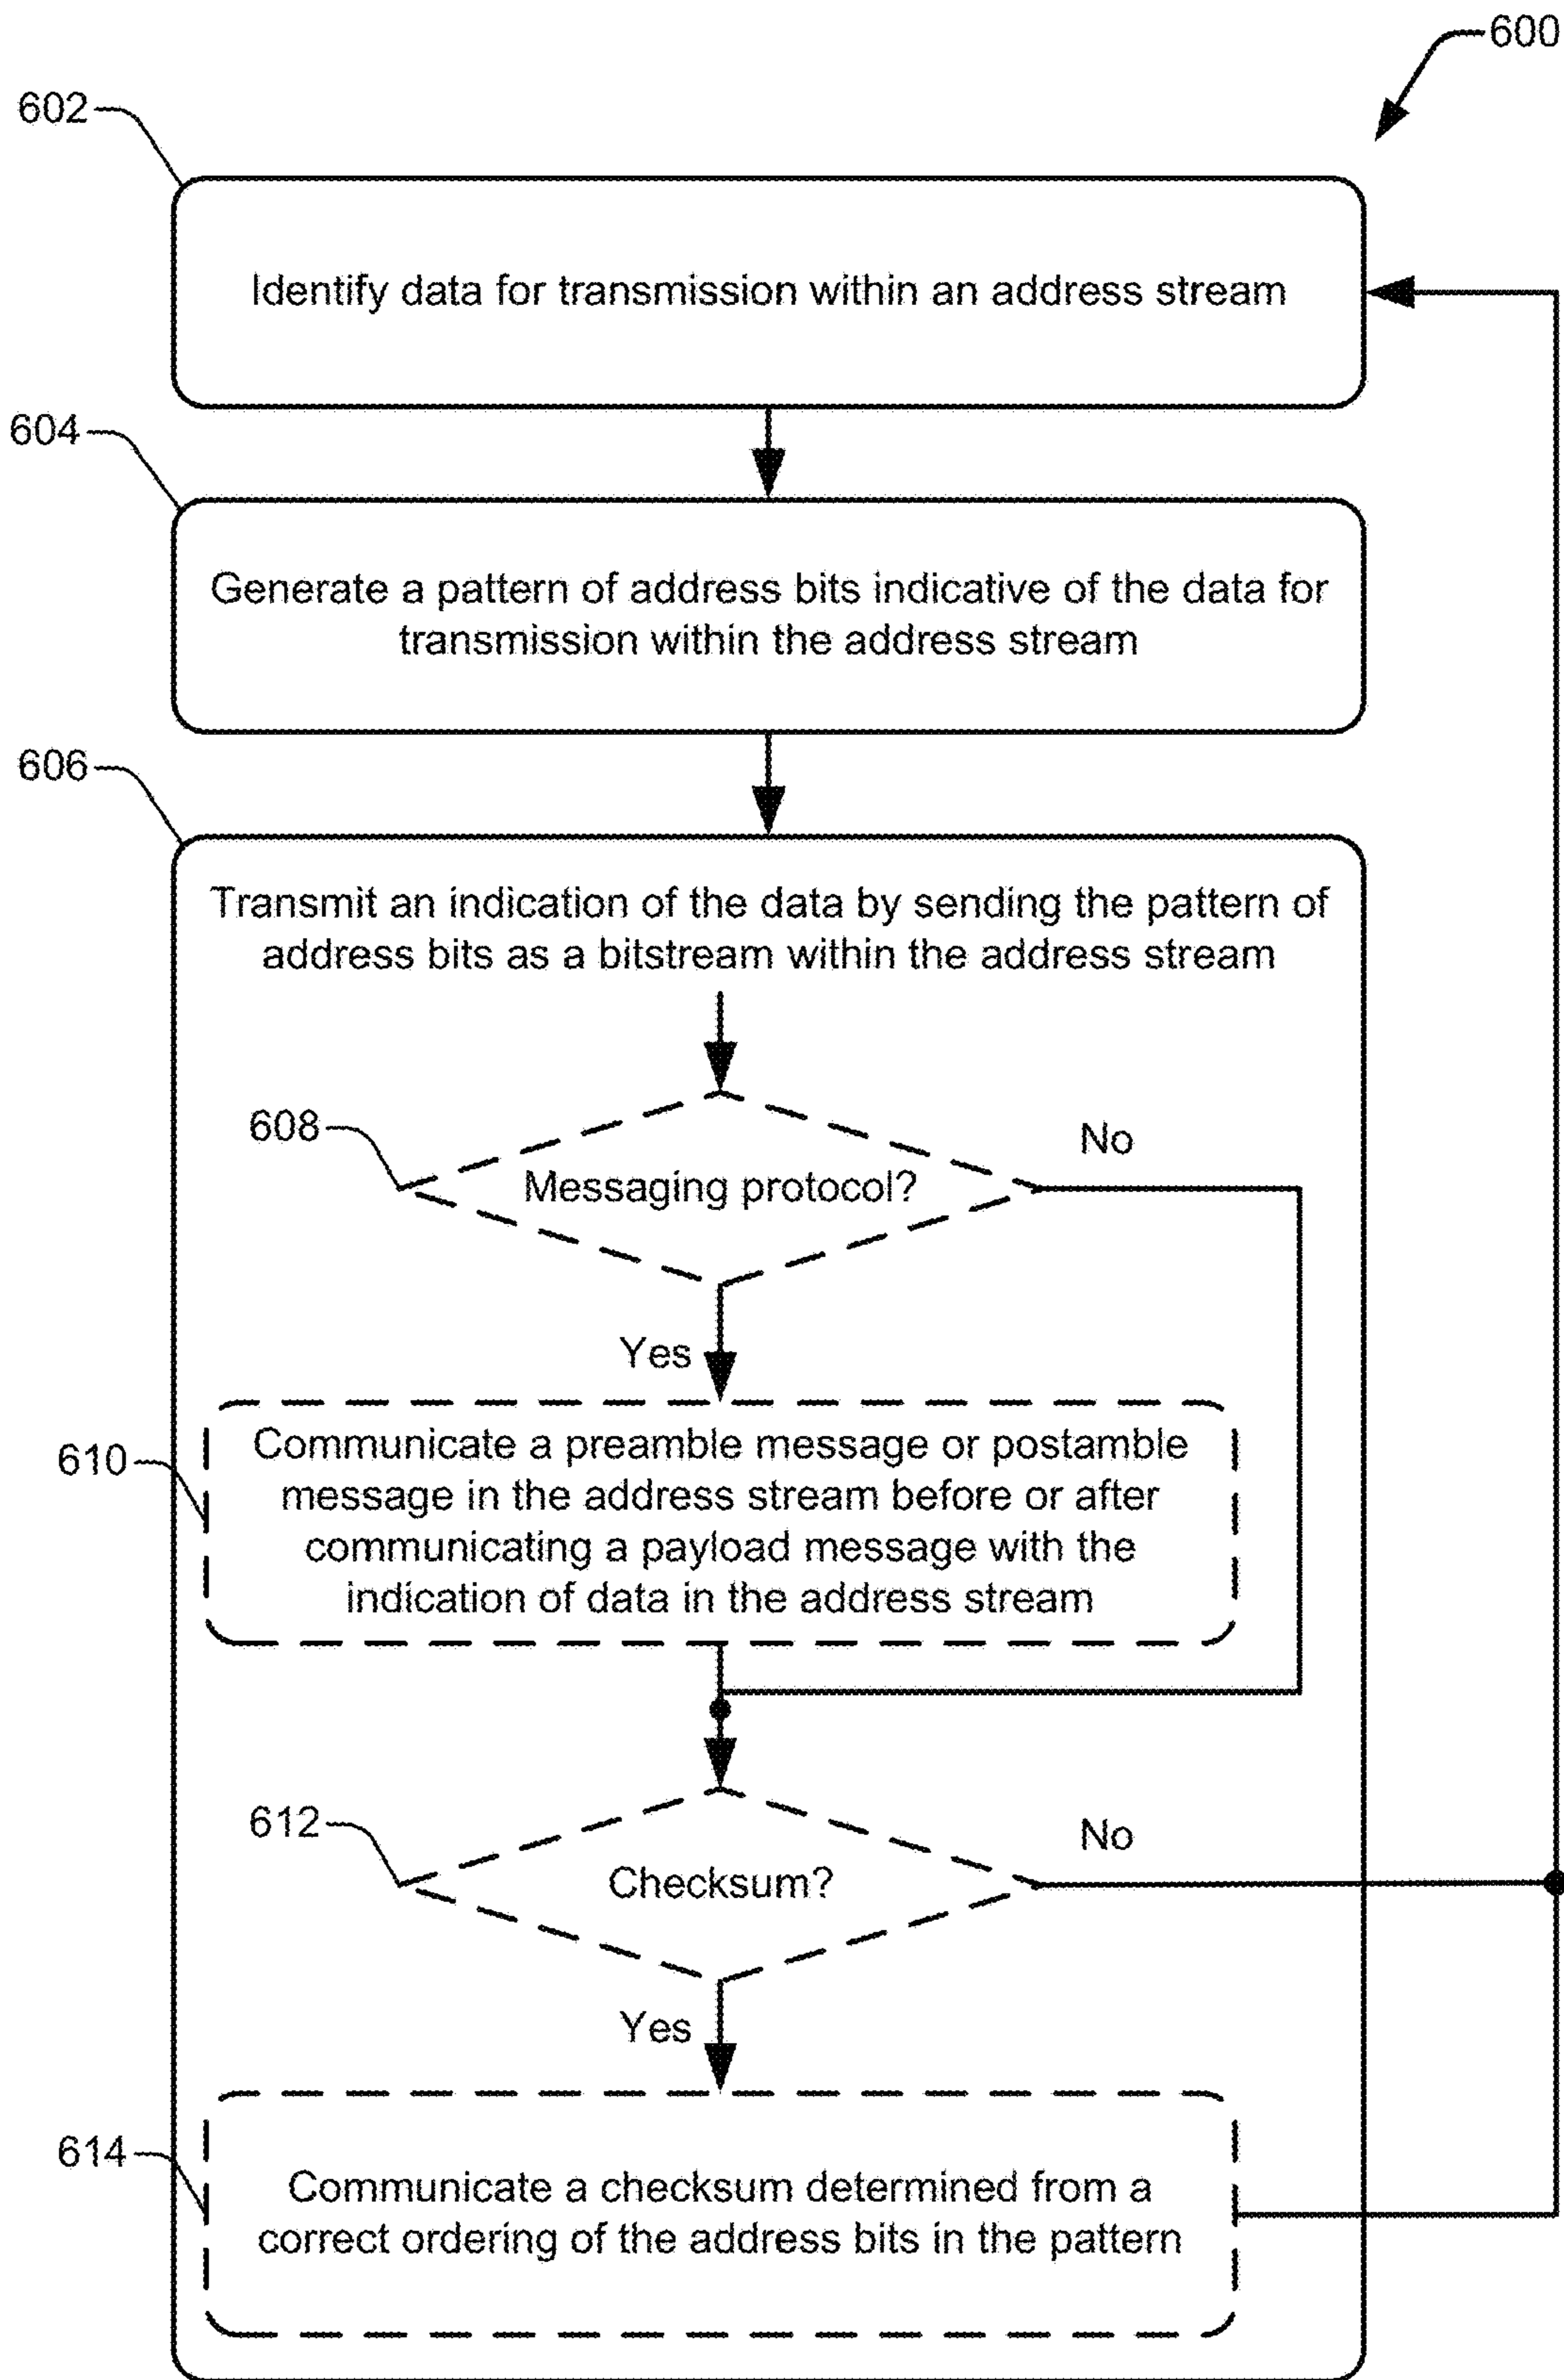 600
602
Identify data for transmission within an address stream
604
Generate a pattern of address bits indicative of the data for
transmission within the address stream
606
Transmit an indication of the data by sending the pattern of
address bits as a bitstream within the address stream
608
Messaging protocol?
No
Yes
610
Communicate a preamble message or postamble
message in the address stream before or after
communicating a payload message with the
indication of data in the address stream
612
Checksum?
No
Yes
614
Communicate a checksum determined from a
correct ordering of the address bits in the pattern